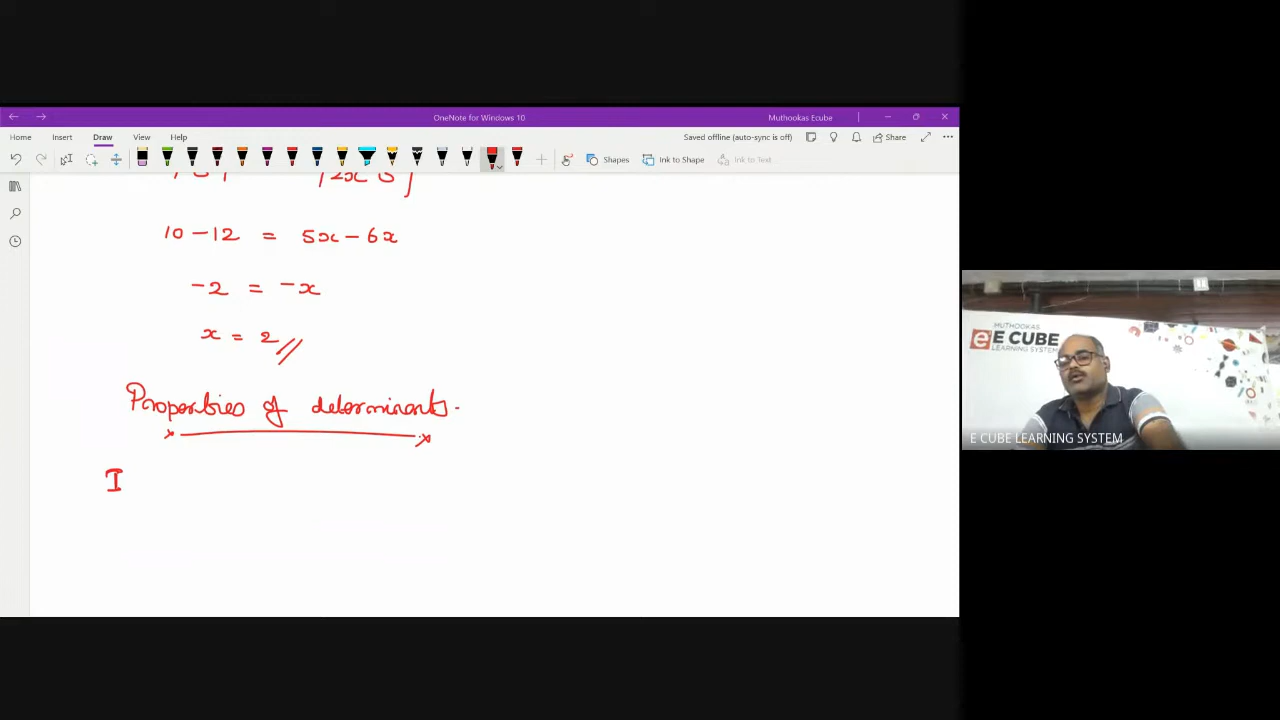 OneNote for Windows 10
Muthookas Ecube
Home Insert Draw View Help
Saved offline (auto-sync is off)
Share
Shapes
Ink to Shape
Ink to Text
10 - 12 = 5x - 6x
-2 = -x
x = 2 //
Properties of determinants.
I
MUTHOOKAS
e E CUBE
LEARNING SYSTEM
E CUBE LEARNING SYSTEM